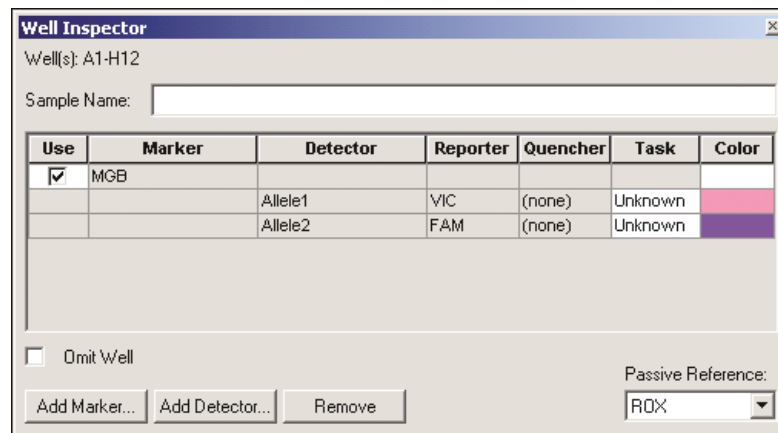 Well Inspector
Well(s): A1-H12
Sample Name:
Use Marker Detector Reporter Quencher Task Color
MGB
Allele1 VIC (none) Unknown
Allele2 FAM (none) Unknown
Omit Well
Passive Reference:
Add Marker... Add Detector... Remove ROX